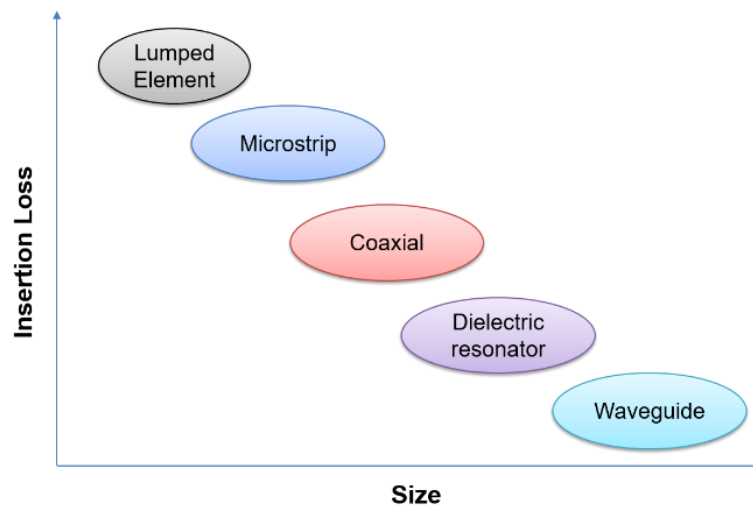 Lumped
Element
Microstrip
Coaxial
Dielectric
resonator
Waveguide
Insertion Loss
Size